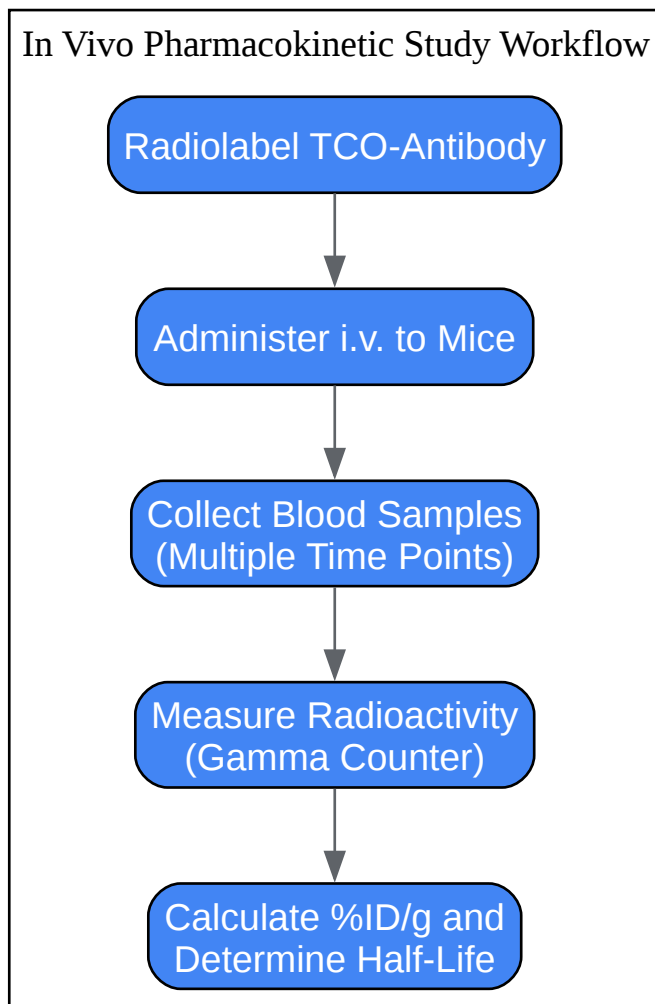 In Vivo Pharmacokinetic Study Workflow
Radiolabel TCO-Antibody
Administer i.v. to Mice
Collect Blood Samples
(Multiple Time Points)
Measure Radioactivity
(Gamma Counter)
Calculate %ID/g and
Determine Half-Life